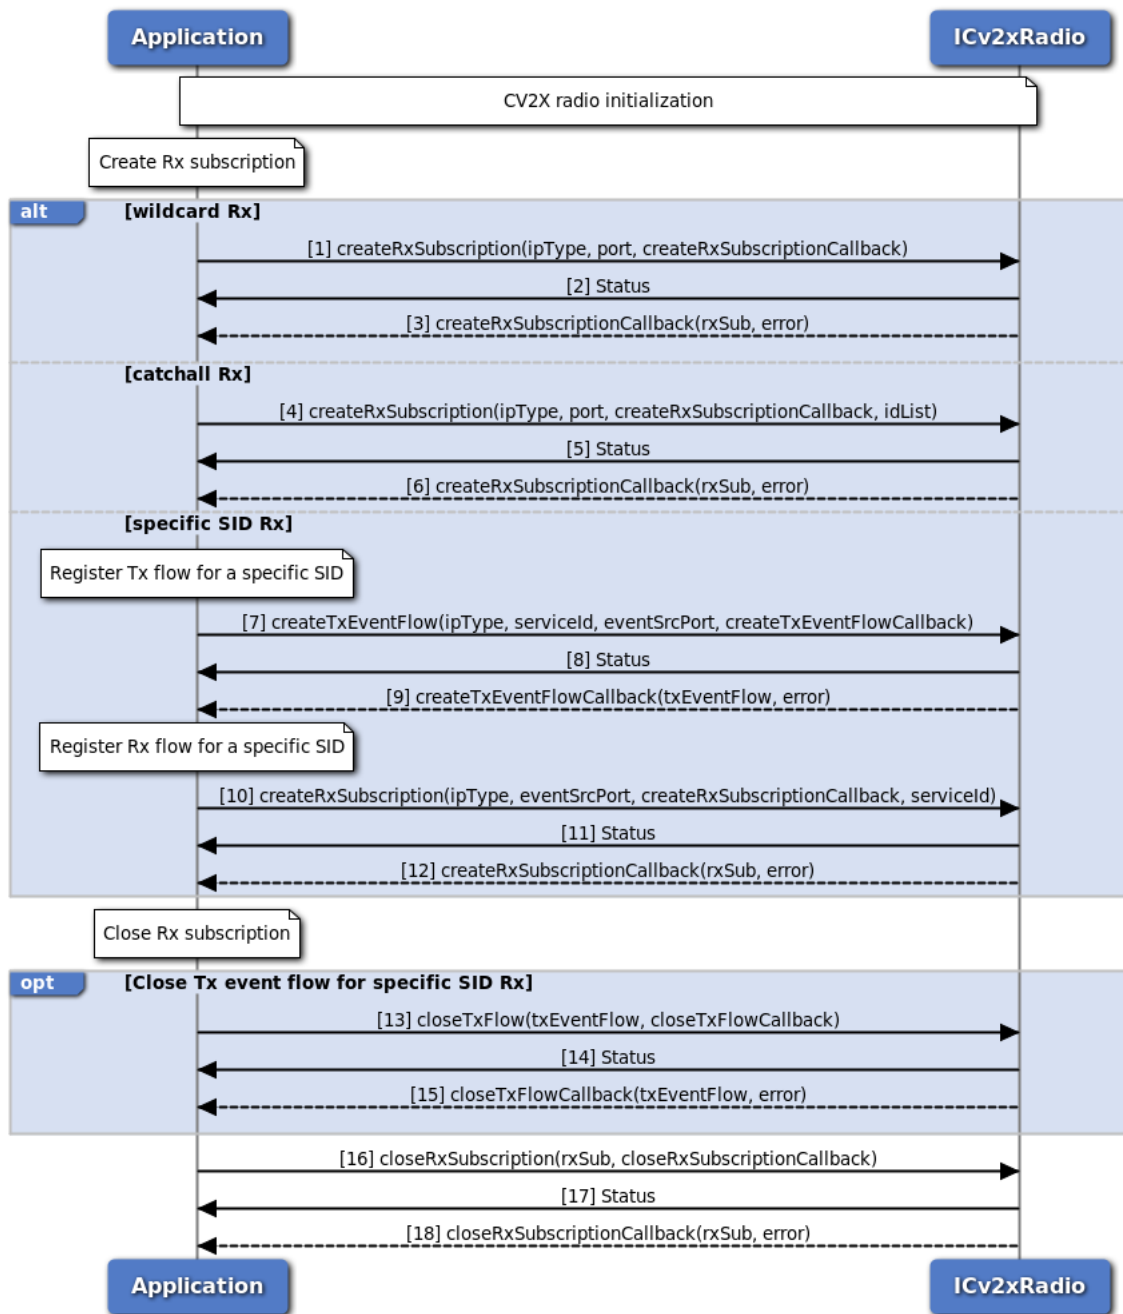 Application
ICv2xRadio
CV2X radio initialization
Create Rx subscription
alt
[wildcard Rx]
[1] createRxSubscription(ipType, port, createRxSubscriptionCallback)
[2] Status
[3] createRxSubscriptionCallback(rxSub, error)
[catchall Rx]
[4] createRxSubscription(ipType, port, createRxSubscriptionCallback, idList)
[5] Status
[6] createRxSubscriptionCallback(rxSub, error)
[specific SID Rx]
Register Tx flow for a specific SID
[7] createTxEventFlow(ipType, serviceId, eventSrcPort, createTxEventFlowCallback)
[8] Status
[9] createTxEventFlowCallback(txEventFlow, error)
Register Rx flow for a specific SID
[10] createRxSubscription(ipType, eventSrcPort, createRxSubscriptionCallback, serviceId)
[11] Status
[12] createRxSubscriptionCallback(rxSub, error)
Close Rx subscription
opt
[Close Tx event flow for specific SID Rx]
[13] closeTxFlow(txEventFlow, closeTxFlowCallback)
[14] Status
[15] closeTxFlowCallback(txEventFlow, error)
[16] closeRxSubscription(rxSub, closeRxSubscriptionCallback)
[17] Status
[18] closeRxSubscriptionCallback(rxSub, error)
Application
ICv2xRadio